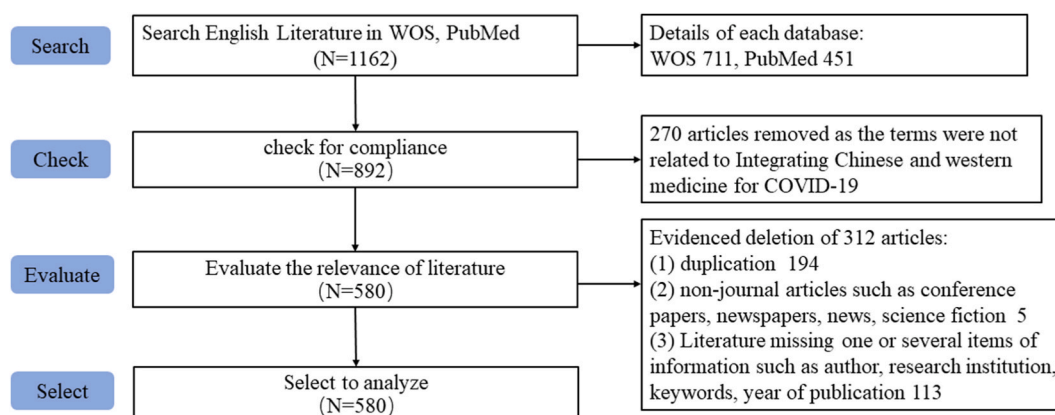 Search
Search English Literature in WOS, PubMed
(N=1162)
Details of each database:
WOS 711, PubMed 451
Check
check for compliance
(N=892)
270 articles removed as the terms were not
related to Integrating Chinese and western
medicine for COVID-19
Evaluate
Evaluate the relevance of literature
(N=580)
Evidenced deletion of 312 articles:
(1) duplication 194
(2) non-journal articles such as conference
papers, newspapers, news, science fiction 5
(3) Literature missing one or several items of
information such as author, research institution,
keywords, year of publication 113
Select
Select to analyze
(N=580)